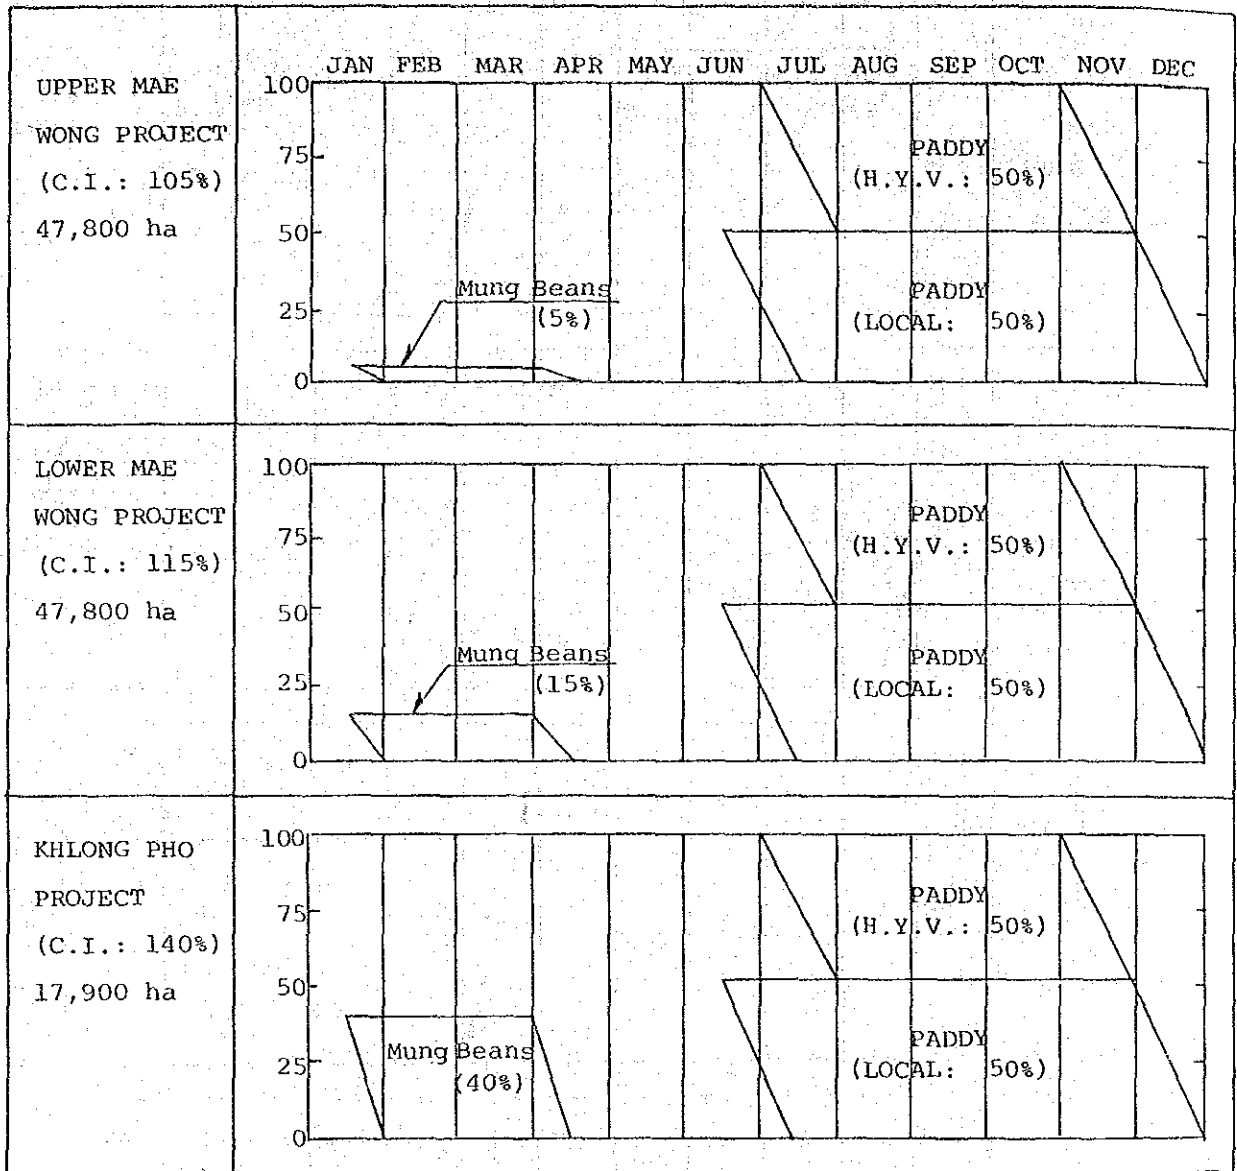 JAN FEB MAR APR MAY JUN JUL AUG SEP OCT NOV DEC
UPPER MAE
WONG PROJECT
(C.I.: 105%)
47,800 ha
100
75
50
25
0
Mung Beans
(5%)
PADDY
(H.Y.V.: 50%)
PADDY
(LOCAL: 50%)
LOWER MAE
WONG PROJECT
(C.I.: 115%)
47,800 ha
100
75
50
25
0
Mung Beans
(15%)
PADDY
(H.Y.V.: 50%)
PADDY
(LOCAL: 50%)
KHLONG PHO
PROJECT
(C.I.: 140%)
17,900 ha
100
75
50
25
0
Mung Beans
(40%)
PADDY
(H.Y.V.: 50%)
PADDY
(LOCAL: 50%)